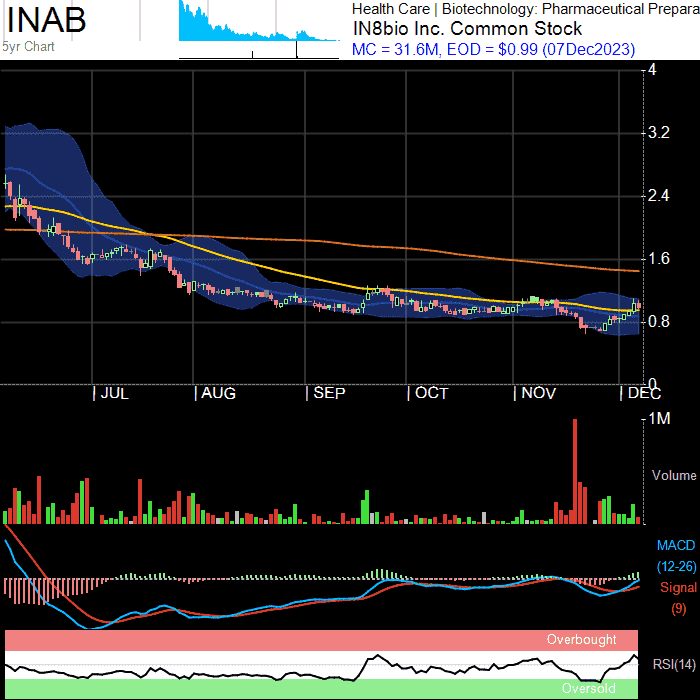 INAB
5yr Chart
Health Care | Biotechnology: Pharmaceutical Prepara
IN8bio Inc. Common Stock
MC = 31.6M, EOD = $0.99 (07Dec2023)
4
3.2
2.4
1.6
0.8
0
| JUL | AUG | SEP | OCT | NOV | DEC
1M
Volume
MACD
(12-26)
Signal
(9)
Overbought
RSI(14)
Oversold